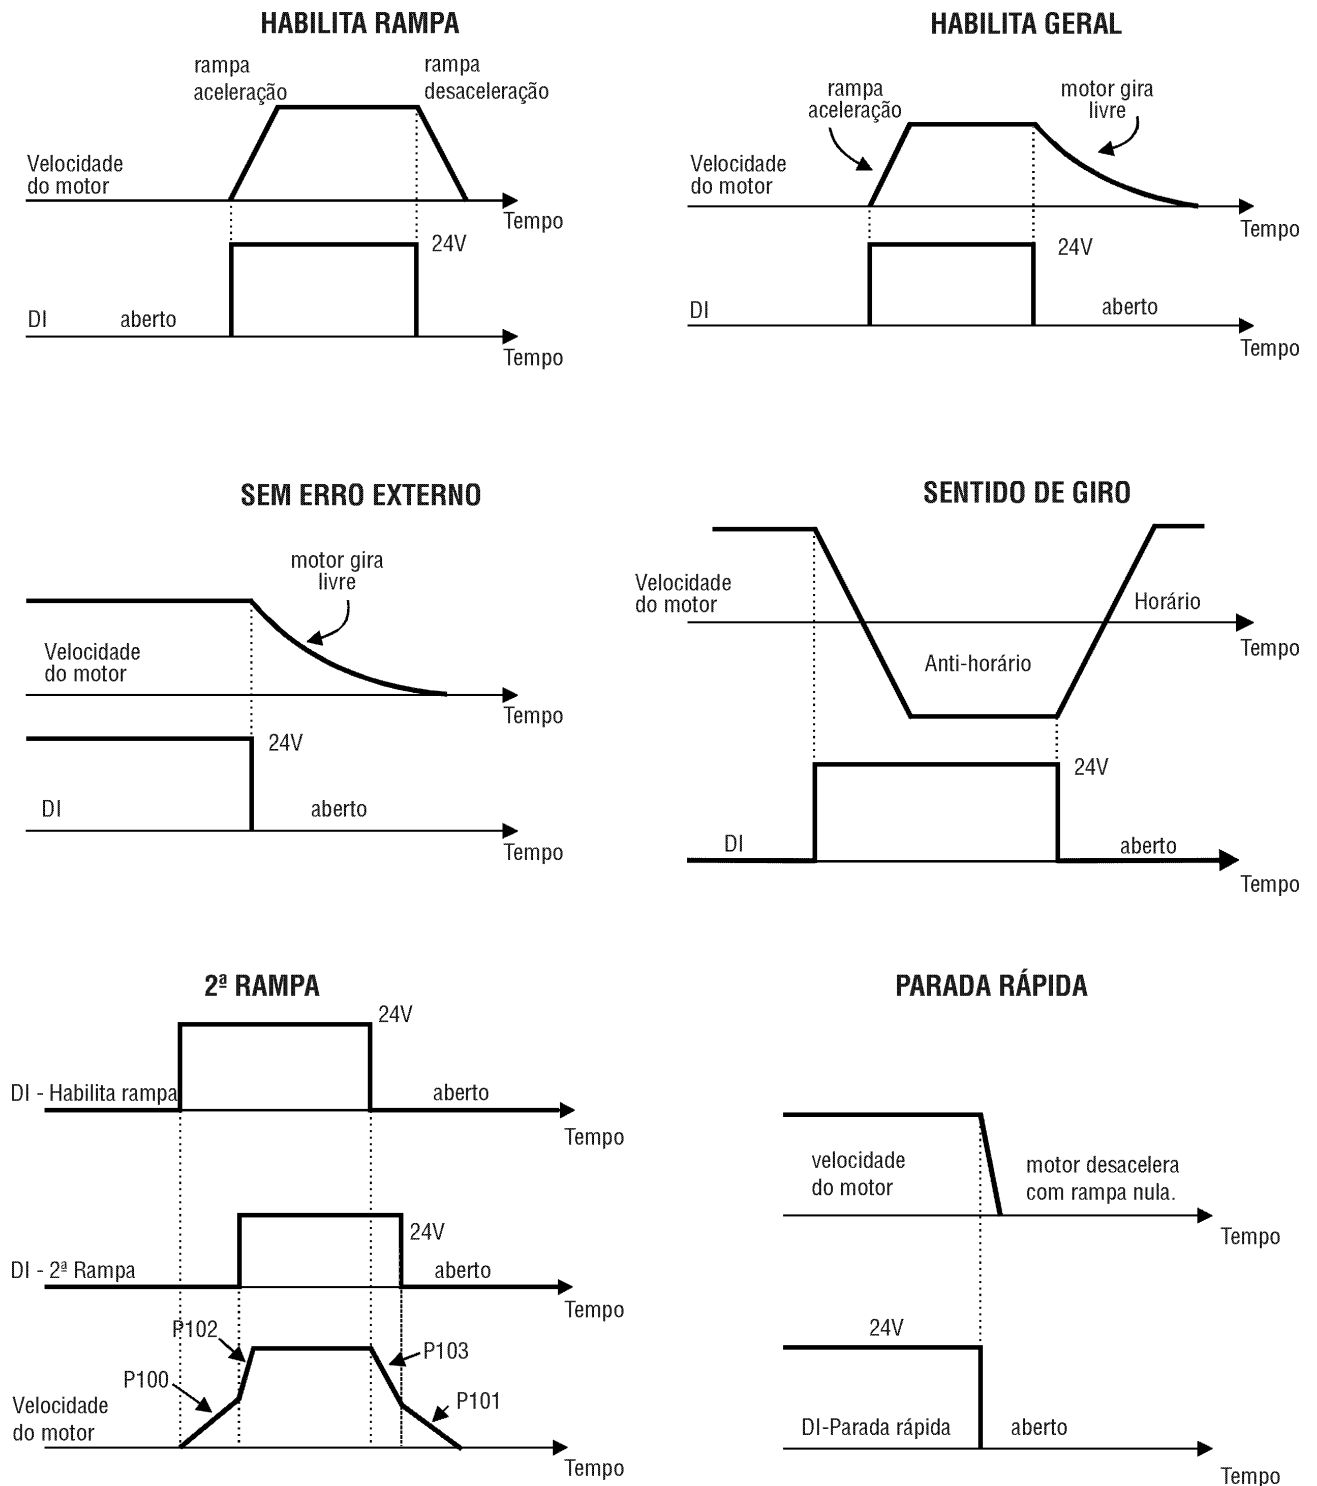 HABILITA RAMPA
rampa
aceleração
rampa
desaceleração
Velocidade
do motor
Tempo
24V
DI
aberto
Tempo
HABILITA GERAL
rampa
aceleração
motor gira
livre
Velocidade
do motor
Tempo
24V
DI
aberto
Tempo
SEM ERRO EXTERNO
motor gira
livre
Velocidade
do motor
Tempo
24V
DI
aberto
Tempo
SENTIDO DE GIRO
Velocidade
do motor
Horário
Tempo
Anti-horário
24V
DI
aberto
Tempo
2ª RAMPA
24V
DI - Habilita rampa
aberto
Tempo
24V
DI - 2ª Rampa
aberto
Tempo
P102
P103
P100
P101
Velocidade
do motor
Tempo
PARADA RÁPIDA
velocidade
do motor
motor desacelera
com rampa nula.
Tempo
24V
DI-Parada rápida
aberto
Tempo